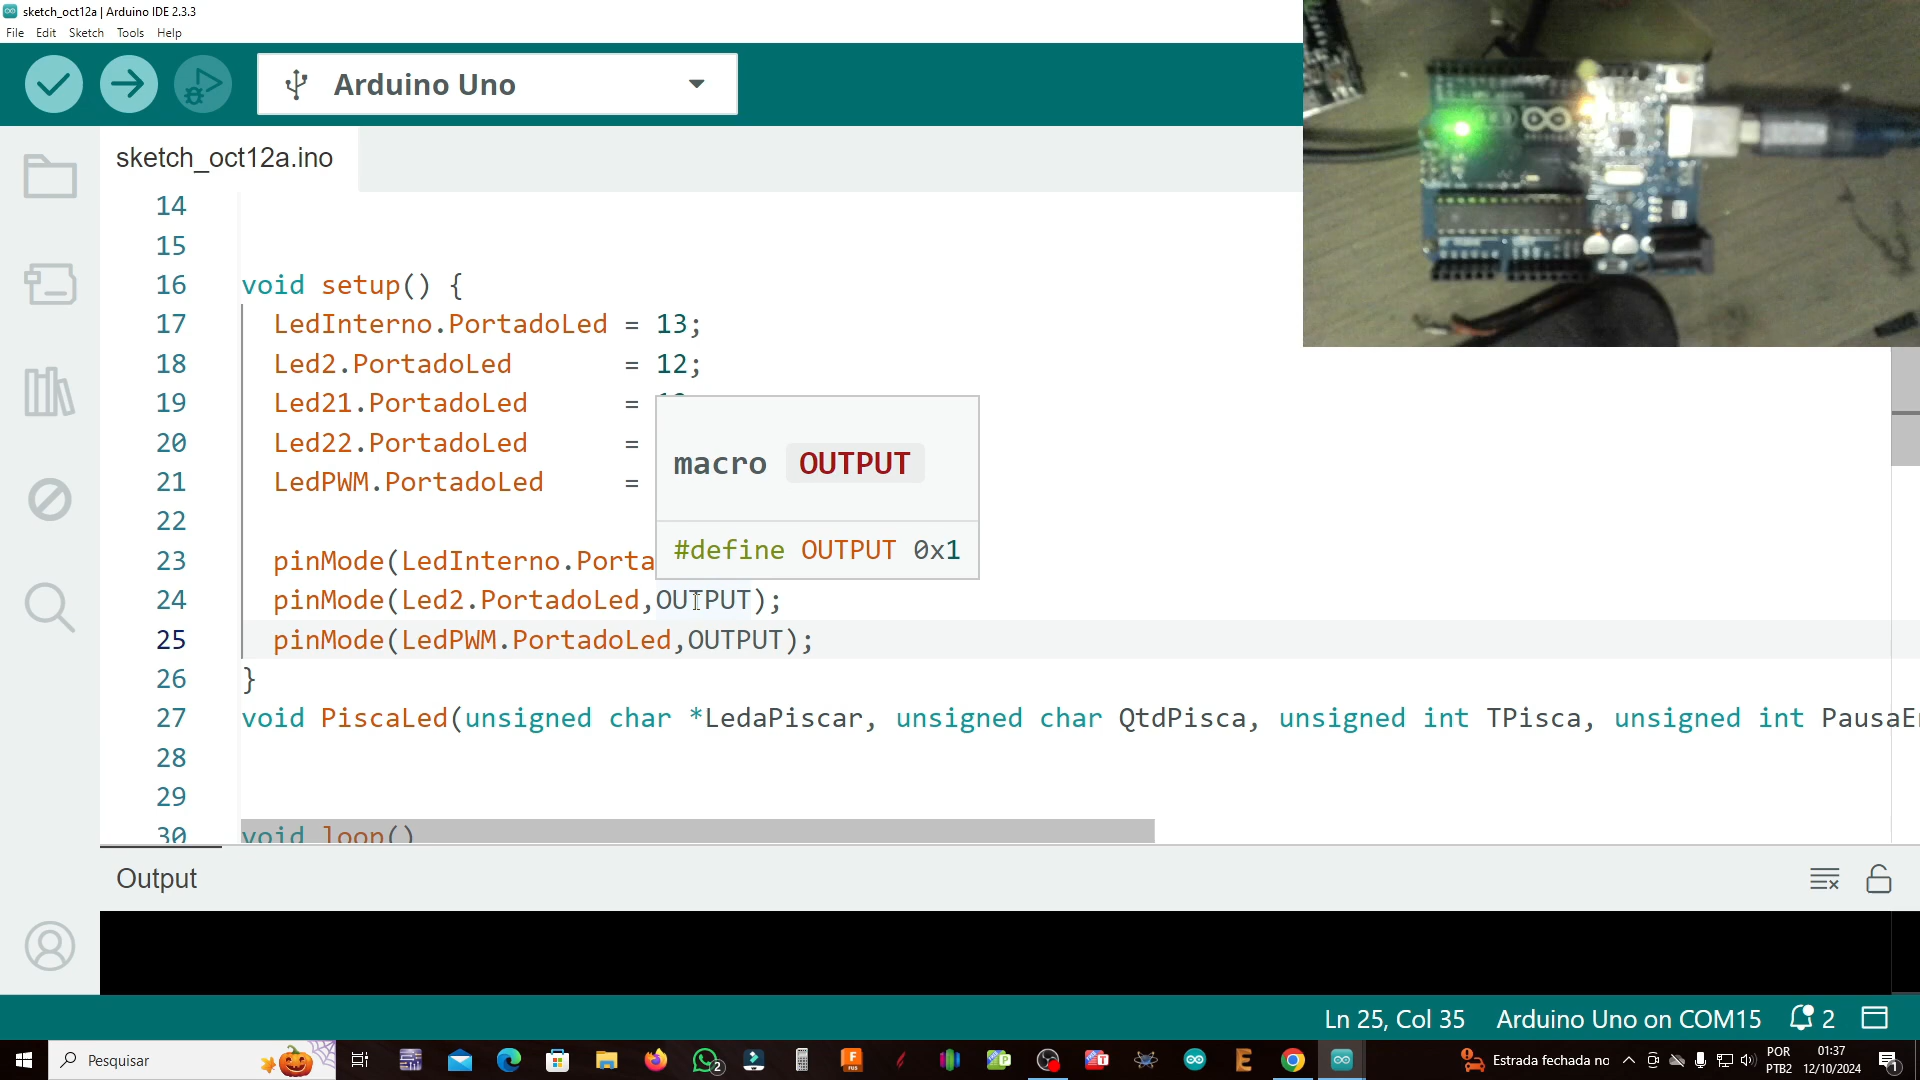 sketch_oct12a | Arduino IDE 2.3.3
File Edit Sketch Tools Help
Arduino Uno
sketch_oct12a.ino
14
15
16 void setup() {
17 LedInterno.PortadoLed = 13;
18 Led2.PortadoLed = 12;
19 Led21.PortadoLed =
20 Led22.PortadoLed =
21 LedPWM.PortadoLed =
macro OUTPUT
#define OUTPUT 0x1
22
23 pinMode(LedInterno.Porta
24 pinMode(Led2.PortadoLed,OUTPUT);
25 pinMode(LedPWM.PortadoLed,OUTPUT);
26 }
27 void PiscaLed(unsigned char *LedaPiscar, unsigned char QtdPisca, unsigned int TPisca, unsigned int PausaE
28
29
30 void loop()
Output
Ln 25, Col 35 Arduino Uno on COM15 2
Pesquisar
2
Estrada fechada no
POR
PTB2
01:37
12/10/2024
1